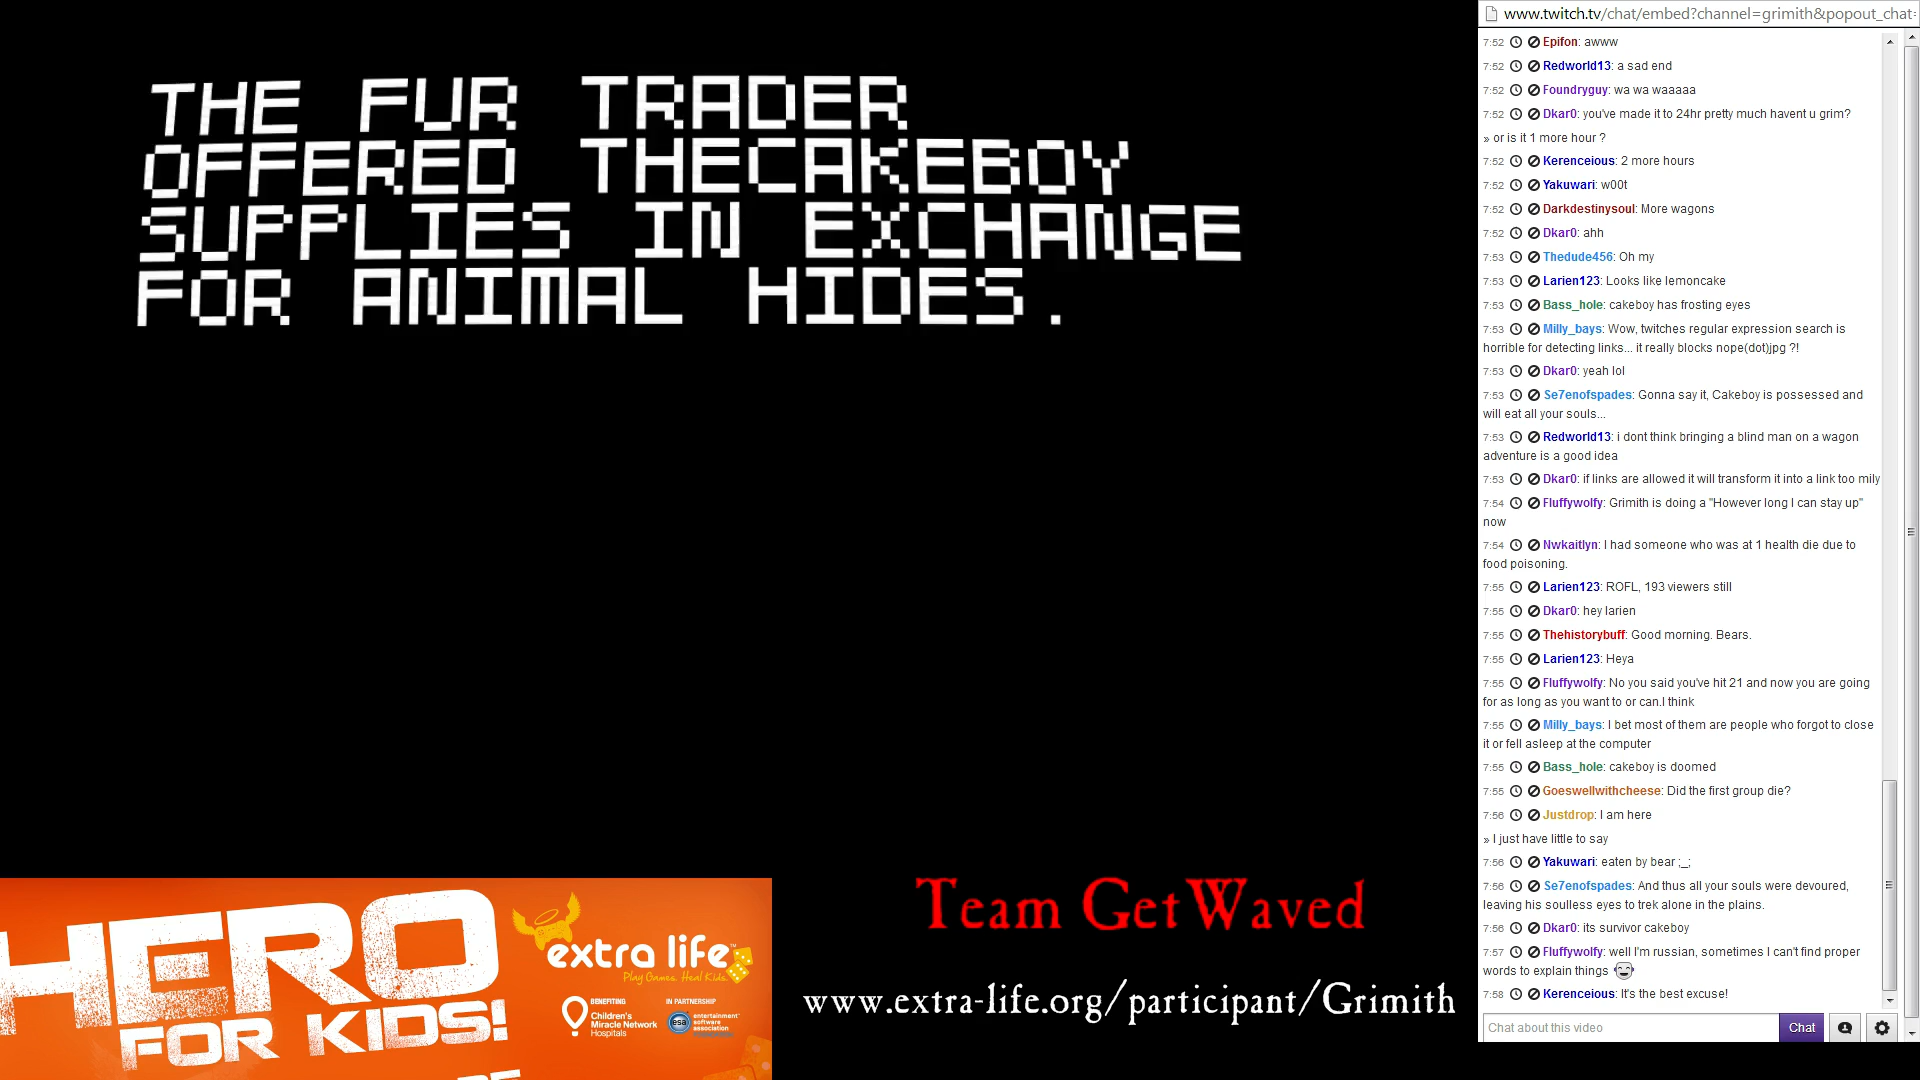 THE FUR TRADER
OFFERED THECAKEBOY
SUPPLIES IN EXCHANGE
FOR ANIMAL HIDES.
HERO
FOR KIDS!
extra life™
Play Games. Heal Kids.
BENEFITING
Children's
Miracle Network
Hospitals
IN PARTNERSHIP
esa
entertainment®
software
association
Team GetWaved
www.extra-life.org/participant/Grimith
www.twitch.tv/chat/embed?channel=grimith&popout_chat=
7:52 Epifon: awww
7:52 Redworld13: a sad end
7:52 Foundryguy: wa wa waaaaa
7:52 Dkar0: you've made it to 24hr pretty much havent u grim?
» or is it 1 more hour ?
7:52 Kerenceious: 2 more hours
7:52 Yakuwari: w00t
7:52 Darkdestinysoul: More wagons
7:52 Dkar0: ahh
7:53 Thedude456: Oh my
7:53 Larien123: Looks like lemoncake
7:53 Bass_hole: cakeboy has frosting eyes
7:53 Milly_bays: Wow, twitches regular expression search is
horrible for detecting links... it really blocks nope(dot)jpg ?!
7:53 Dkar0: yeah lol
7:53 Se7enofspades: Gonna say it, Cakeboy is possessed and
will eat all your souls...
7:53 Redworld13: i dont think bringing a blind man on a wagon
adventure is a good idea
7:53 Dkar0: if links are allowed it will transform it into a link too mily
7:54 Fluffywolfy: Grimith is doing a "However long I can stay up"
now
7:54 Nwkaitlyn: I had someone who was at 1 health die due to
food poisoning.
7:55 Larien123: ROFL, 193 viewers still
7:55 Dkar0: hey larien
7:55 Thehistorybuff: Good morning. Bears.
7:55 Larien123: Heya
7:55 Fluffywolfy: No you said you've hit 21 and now you are going
for as long as you want to or can.I think
7:55 Milly_bays: I bet most of them are people who forgot to close
it or fell asleep at the computer
7:55 Bass_hole: cakeboy is doomed
7:55 Goeswellwithcheese: Did the first group die?
7:56 Justdrop: I am here
» I just have little to say
7:56 Yakuwari: eaten by bear ;_;
7:56 Se7enofspades: And thus all your souls were devoured,
leaving his soulless eyes to trek alone in the plains.
7:56 Dkar0: its survivor cakeboy
7:57 Fluffywolfy: well I'm russian, sometimes I can't find proper
words to explain things
7:58 Kerenceious: It's the best excuse!
Chat about this video
Chat